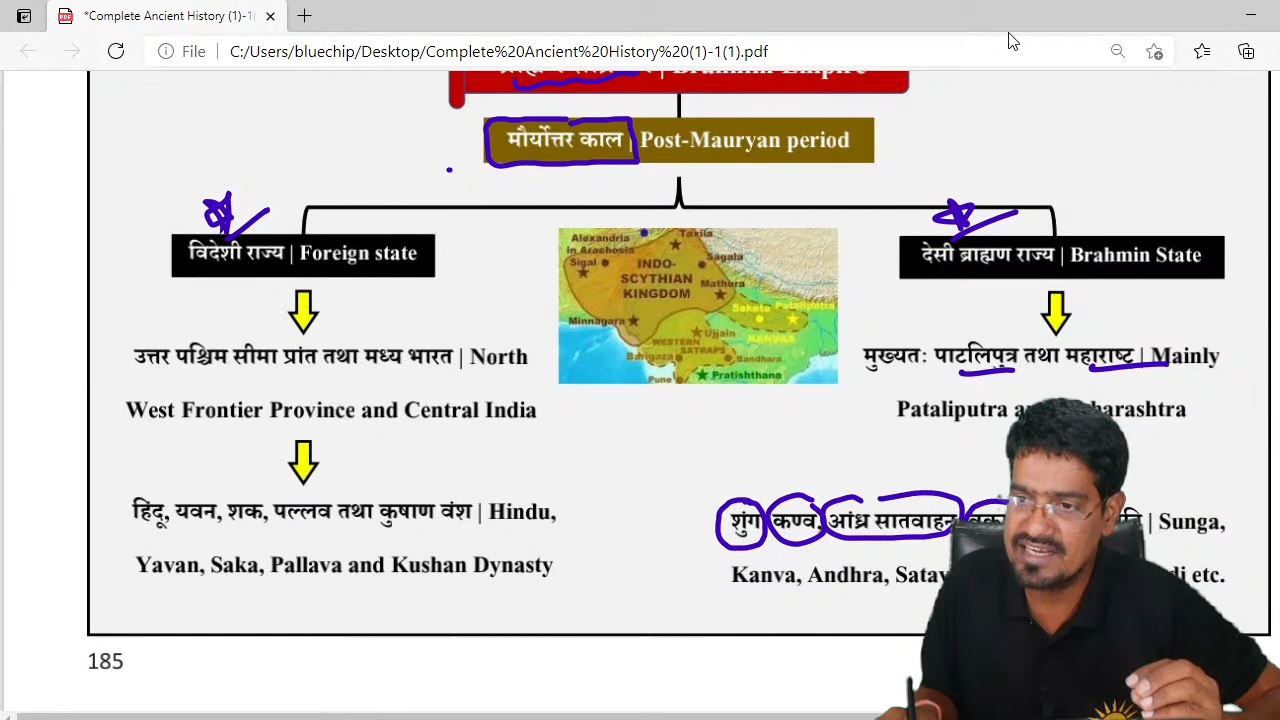 *Complete Ancient History (1)-1(
File
C:/Users/bluechip/Desktop/Complete%20Ancient%20History%20(1)-1(1).pdf
| Brahmin Empire
मौर्योत्तर काल | Post-Mauryan period
विदेशी राज्य | Foreign state
देसी ब्राह्मण राज्य | Brahmin State
Alexandria
in Arachosia
Taxila
Sigal
Sagala
INDO-
SCYTHIAN
KINGDOM
Mathura
Saketa
Pataliputra
Minnagara
KANVAS
Ujjain
WESTERN
SATRAPS
Barigaza
Bandhara
Pune
Pratishthana
उत्तर पश्चिम सीमा प्रांत तथा मध्य भारत | North
West Frontier Province and Central India
हिंदू, यवन, शक, पल्लव तथा कुषाण वंश | Hindu,
Yavan, Saka, Pallava and Kushan Dynasty
मुख्यतः पाटलिपुत्र तथा महाराष्ट | Mainly
Pataliputra
शुंग कण्व, आंध्र सातवाहन | Sunga,
Kanva, Andhra, etc.
185